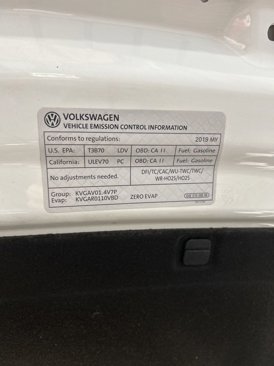 VOLKSWAGEN
VEHICLE EMISSION CONTROL INFORMATION
Conforms to regulations: 2019 MY
U.S. EPA: T3B70 LDV OBD: CA II Fuel: Gasoline
California: ULEV70 PC OBD: CA II Fuel: Gasoline
No adjustments needed. DFI/TC/CAC/WU-TWC/TWC/
WR-HO2S/HO2S
Group: KVGAV01.4V7P
Evap: KVGAR0110VBD ZERO EVAP